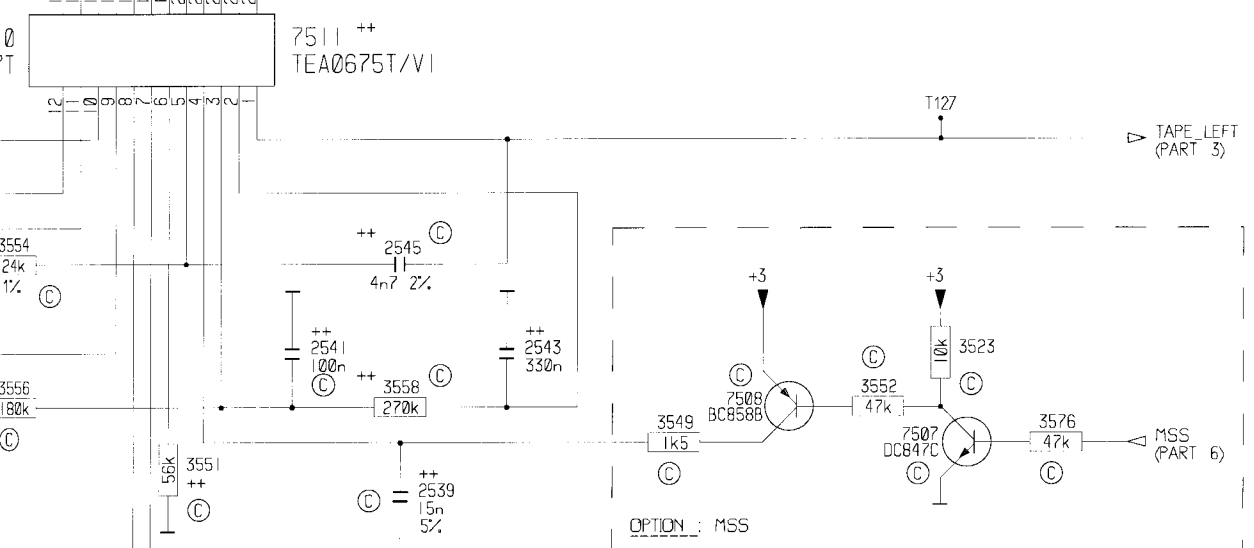 0
7511 ++
T
TEA0675T/V1
12 11 10 9 8 7 6 5 4 3 2 1
T127
TAPE_LEFT
(PART 3)
3554
24k
1%
C
++
C
2545
4n7 2%
+3
+3
++
2541
100n
C
++
2543
330n
10k
3523
C
C
C
C
3556
180k
C
++
3558
270k
C
7508
BC858B
3552
47k
3549
1k5
C
7507
DC847C
C
3576
47k
C
MSS
(PART 6)
56k
3551
++
C
C
++
2539
15n
5%
OPTION : MSS